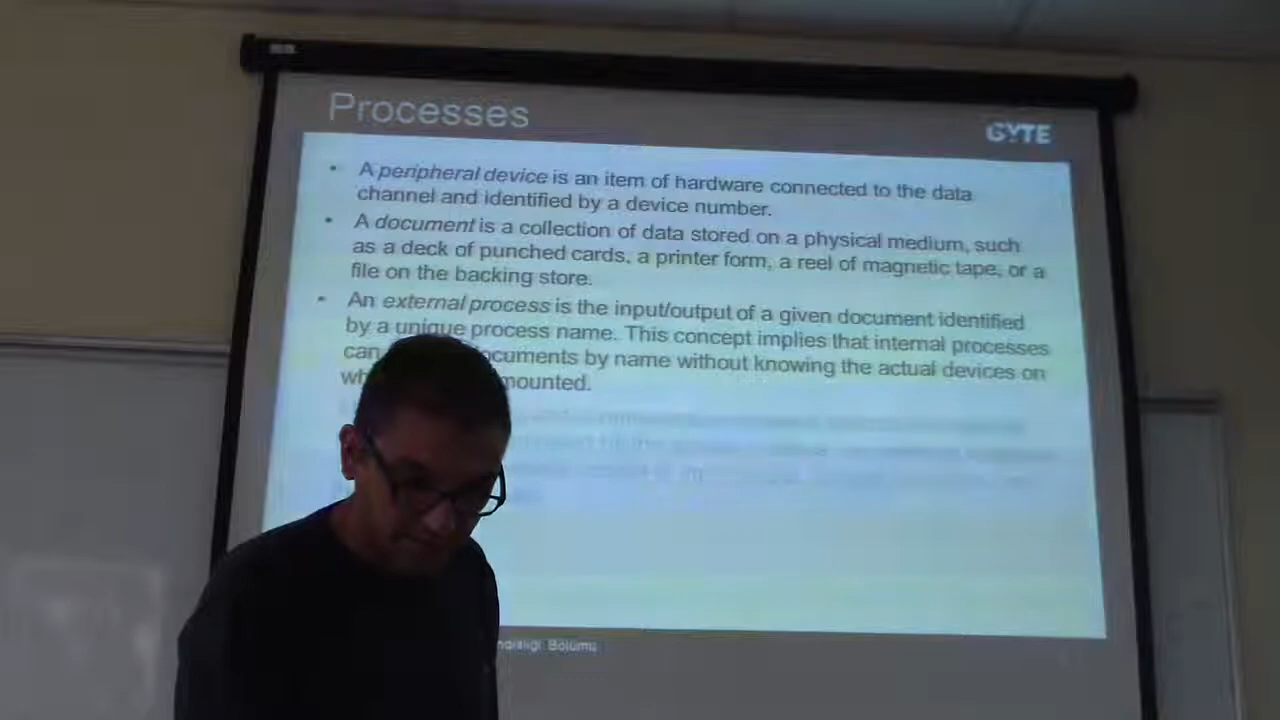 Processes
GYTE
• A peripheral device is an item of hardware connected to the data
channel and identified by a device number.
• A document is a collection of data stored on a physical medium, such
as a deck of punched cards, a printer form, a reel of magnetic tape, or a
file on the backing store.
• An external process is the input/output of a given document identified
by a unique process name. This concept implies that internal processes
can documents by name without knowing the actual devices on
mounted.
Bölümü